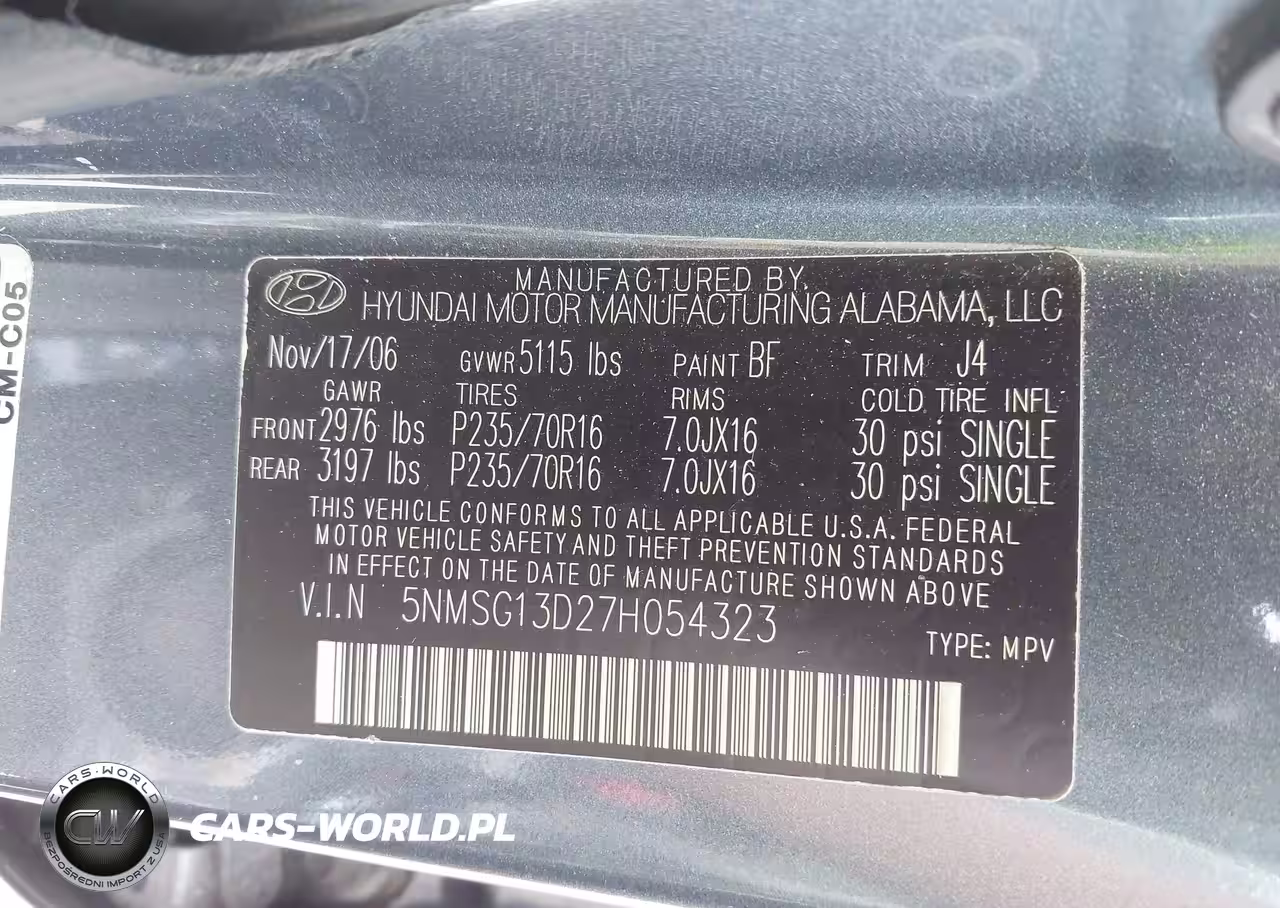 CM-C05
MANUFACTURED BY
HYUNDAI MOTOR MANUFACTURING ALABAMA, LLC
Nov/17/06 GVWR 5115 lbs PAINT BF TRIM J4
GAWR TIRES RIMS COLD TIRE INFL
FRONT 2976 lbs P235/70R16 7.0JX16 30 psi SINGLE
REAR 3197 lbs P235/70R16 7.0JX16 30 psi SINGLE
THIS VEHICLE CONFORMS TO ALL APPLICABLE U.S.A. FEDERAL
MOTOR VEHICLE SAFETY AND THEFT PREVENTION STANDARDS
IN EFFECT ON THE DATE OF MANUFACTURE SHOWN ABOVE
V.I.N 5NMSG13D27H054323
TYPE: MPV
CARS-WORLD
CW
BEZPOŚREDNI IMPORT Z USA
CARS-WORLD.PL